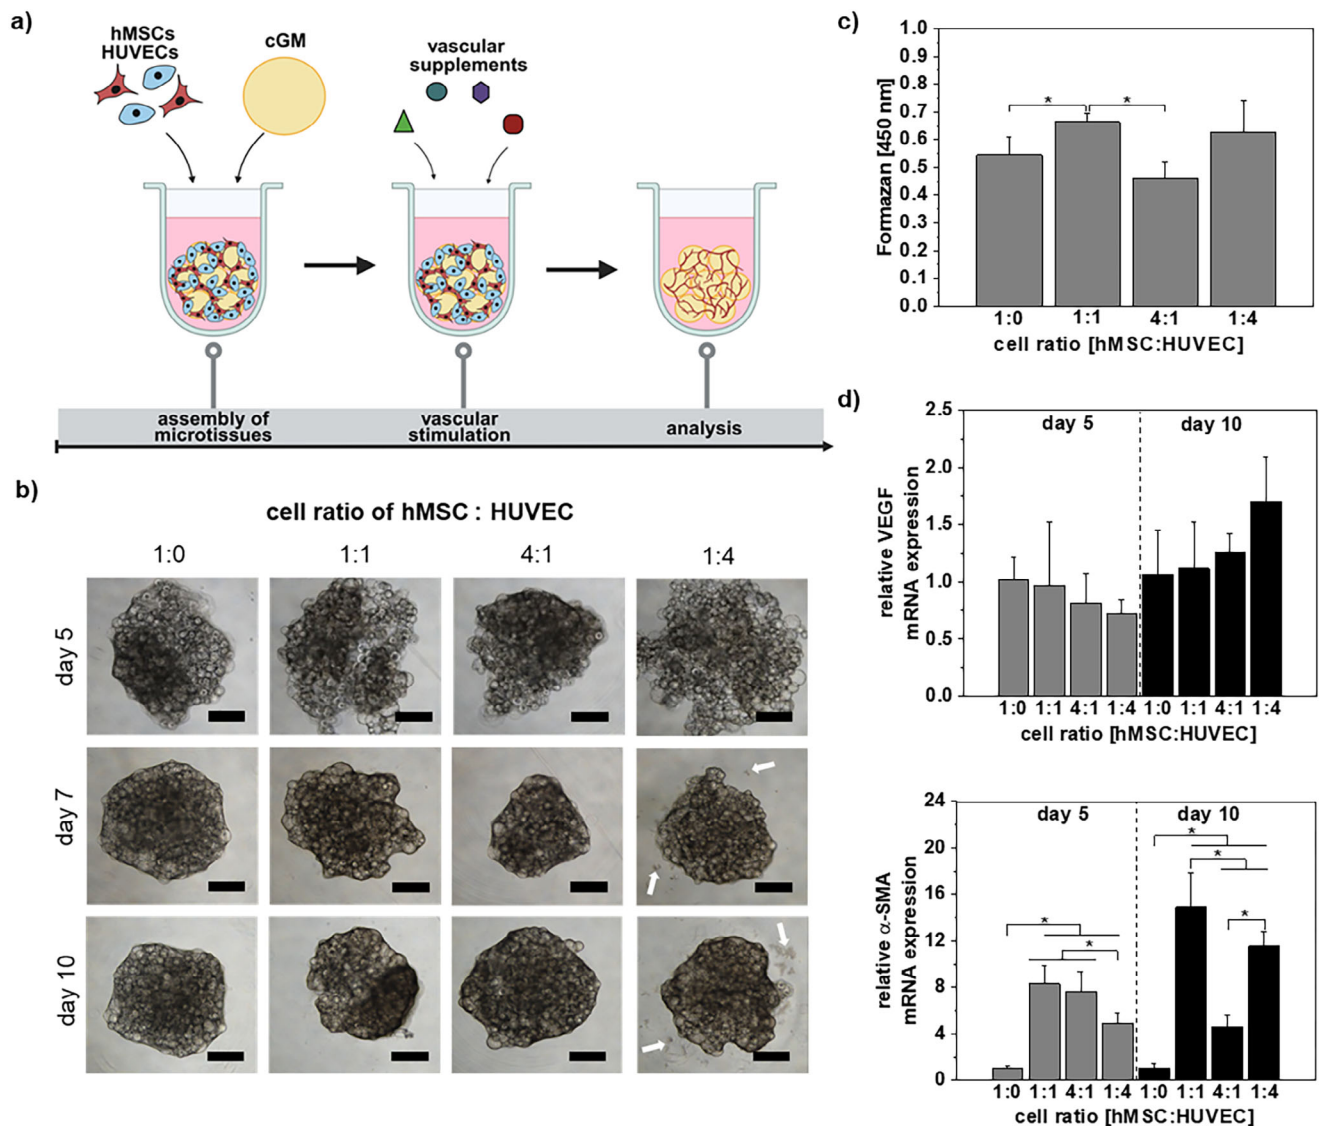 a)
hMSCs
HUVECs
cGM
vascular
supplements
assembly of
microtissues
vascular
stimulation
analysis
b)
cell ratio of hMSC : HUVEC
1:0
1:1
4:1
1:4
day 5
day 7
day 10
c)
Formazan [450 nm]
1.0
0.9
0.8
0.7
0.6
0.5
0.4
0.3
0.2
0.1
0.0
*
*
1:0
1:1
4:1
1:4
cell ratio [hMSC:HUVEC]
d)
relative VEGF
mRNA expression
2.5
2.0
1.5
1.0
0.5
0.0
day 5
day 10
1:0 1:1 4:1 1:4 1:0 1:1 4:1 1:4
cell ratio [hMSC:HUVEC]
relative α-SMA
mRNA expression
24
20
16
12
8
4
0
day 5
day 10
*
*
*
*
*
1:0 1:1 4:1 1:4 1:0 1:1 4:1 1:4
cell ratio [hMSC:HUVEC]